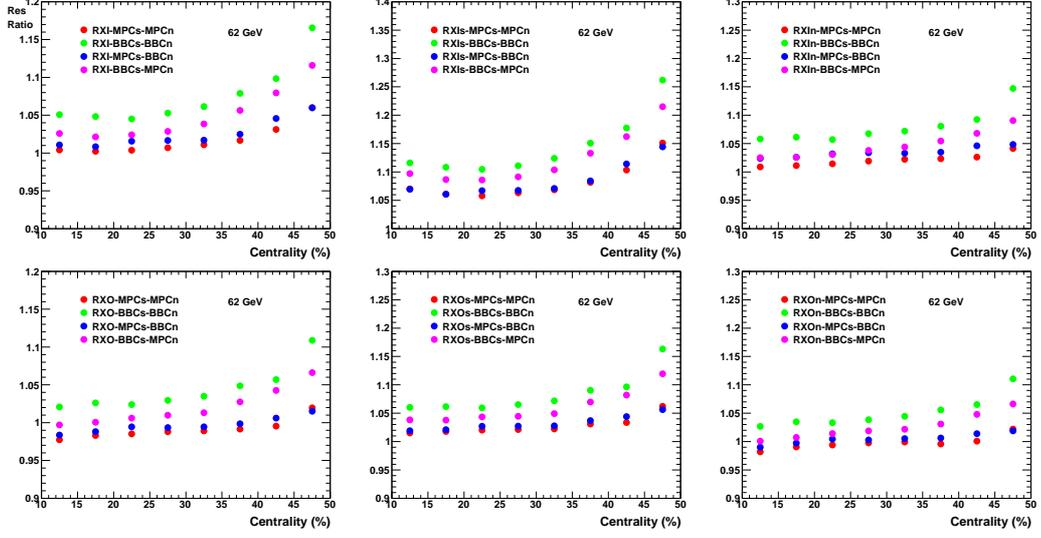 Res
Ratio
1.2
1.15
1.1
1.05
1
0.95
0.9
RXI-MPCs-MPCn
RXI-BBCs-BBCn
RXI-MPCs-BBCn
RXI-BBCs-MPCn
62 GeV
10 15 20 25 30 35 40 45 50
Centrality (%)
1.4
1.35
1.3
1.25
1.2
1.15
1.1
1.05
1
RXIs-MPCs-MPCn
RXIs-BBCs-BBCn
RXIs-MPCs-BBCn
RXIs-BBCs-MPCn
62 GeV
10 15 20 25 30 35 40 45 50
Centrality (%)
1.3
1.25
1.2
1.15
1.1
1.05
1
0.95
0.9
RXIn-MPCs-MPCn
RXIn-BBCs-BBCn
RXIn-MPCs-BBCn
RXIn-BBCs-MPCn
62 GeV
10 15 20 25 30 35 40 45 50
Centrality (%)
1.2
1.15
1.1
1.05
1
0.95
0.9
RXO-MPCs-MPCn
RXO-BBCs-BBCn
RXO-MPCs-BBCn
RXO-BBCs-MPCn
62 GeV
10 15 20 25 30 35 40 45 50
Centrality (%)
1.3
1.25
1.2
1.15
1.1
1.05
1
0.95
0.9
RXOs-MPCs-MPCn
RXOs-BBCs-BBCn
RXOs-MPCs-BBCn
RXOs-BBCs-MPCn
62 GeV
10 15 20 25 30 35 40 45 50
Centrality (%)
1.3
1.25
1.2
1.15
1.1
1.05
1
0.95
0.9
RXOn-MPCs-MPCn
RXOn-BBCs-BBCn
RXOn-MPCs-BBCn
RXOn-BBCs-MPCn
62 GeV
10 15 20 25 30 35 40 45 50
Centrality (%)